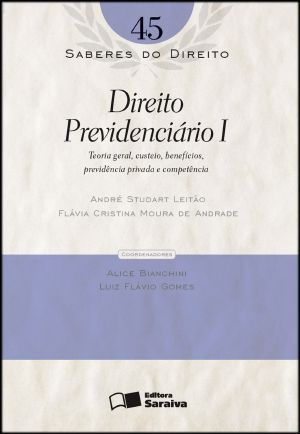 45
SABERES DO DIREITO
Direito
Previdenciário I
Teoria geral, custeio, benefícios,
previdência privada e competência
ANDRÉ STUDART LEITÃO
FLÁVIA CRISTINA MOURA DE ANDRADE
COORDENADORES
ALICE BIANCHINI
LUIZ FLÁVIO GOMES
Editora
Saraiva